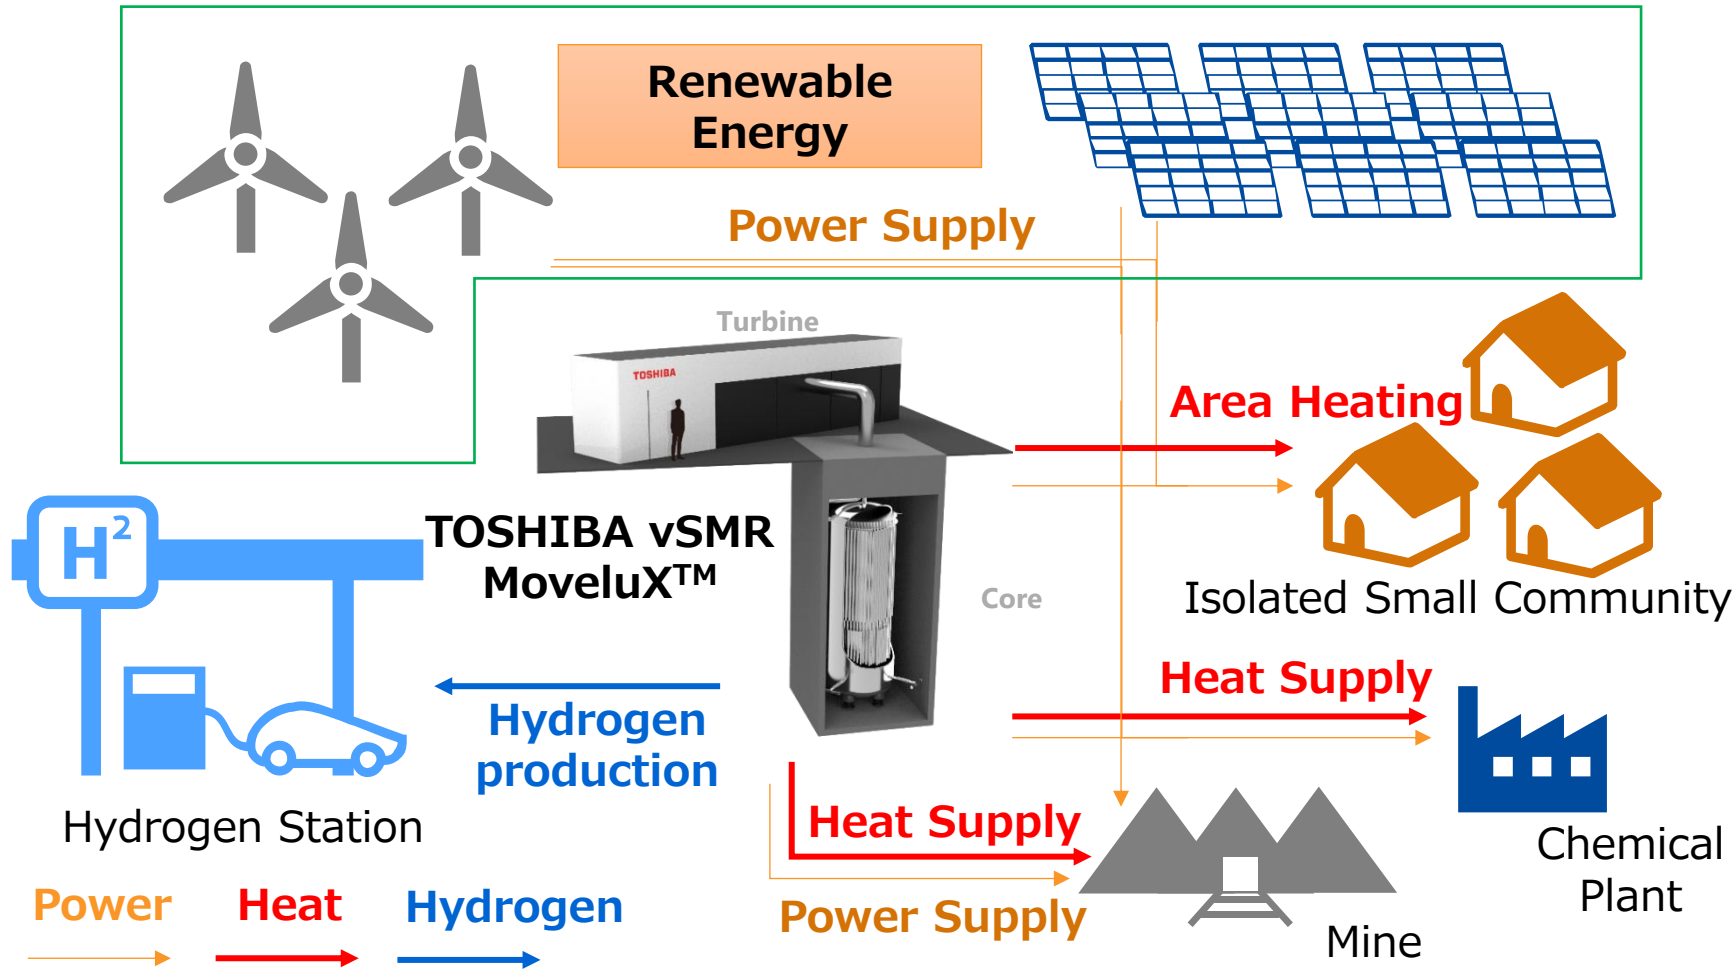 Renewable
Energy
Power Supply
Turbine
TOSHIBA
Area Heating
H2
TOSHIBA vSMR
MoveluX™
Core
Isolated Small Community
Heat Supply
Hydrogen
production
Hydrogen Station
Heat Supply
Chemical
Plant
Power Supply
Mine
Power
Heat
Hydrogen